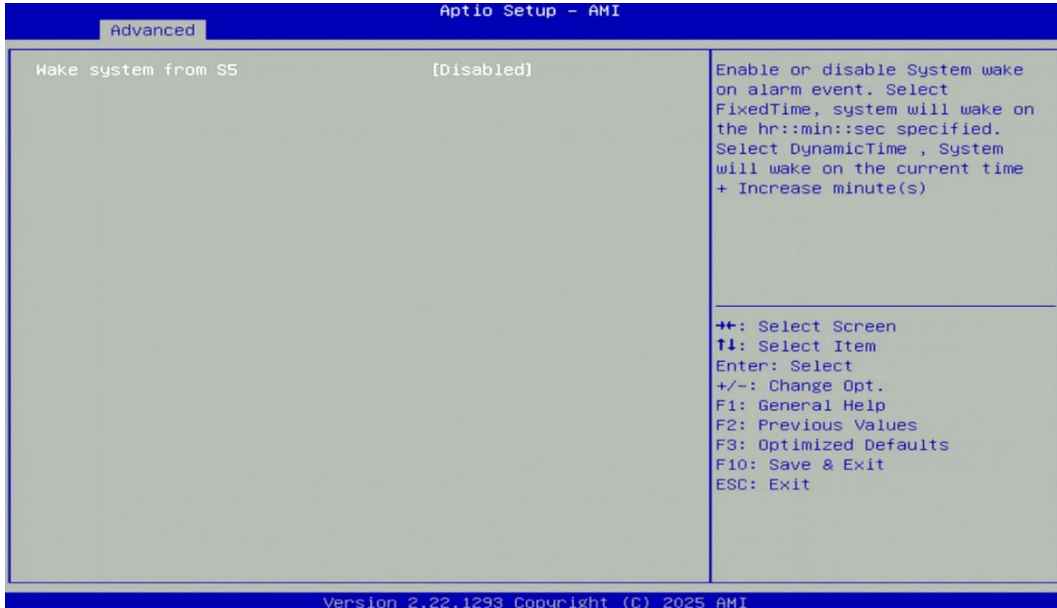 Aptio Setup – AMI
Advanced
Wake system from S5 [Disabled]
Enable or disable System wake
on alarm event. Select
FixedTime, system will wake on
the hr::min::sec specified.
Select DynamicTime , System
will wake on the current time
+ Increase minute(s)
→←: Select Screen
↑↓: Select Item
Enter: Select
+/-: Change Opt.
F1: General Help
F2: Previous Values
F3: Optimized Defaults
F10: Save & Exit
ESC: Exit
Version 2.22.1293 Copyright (C) 2025 AMI